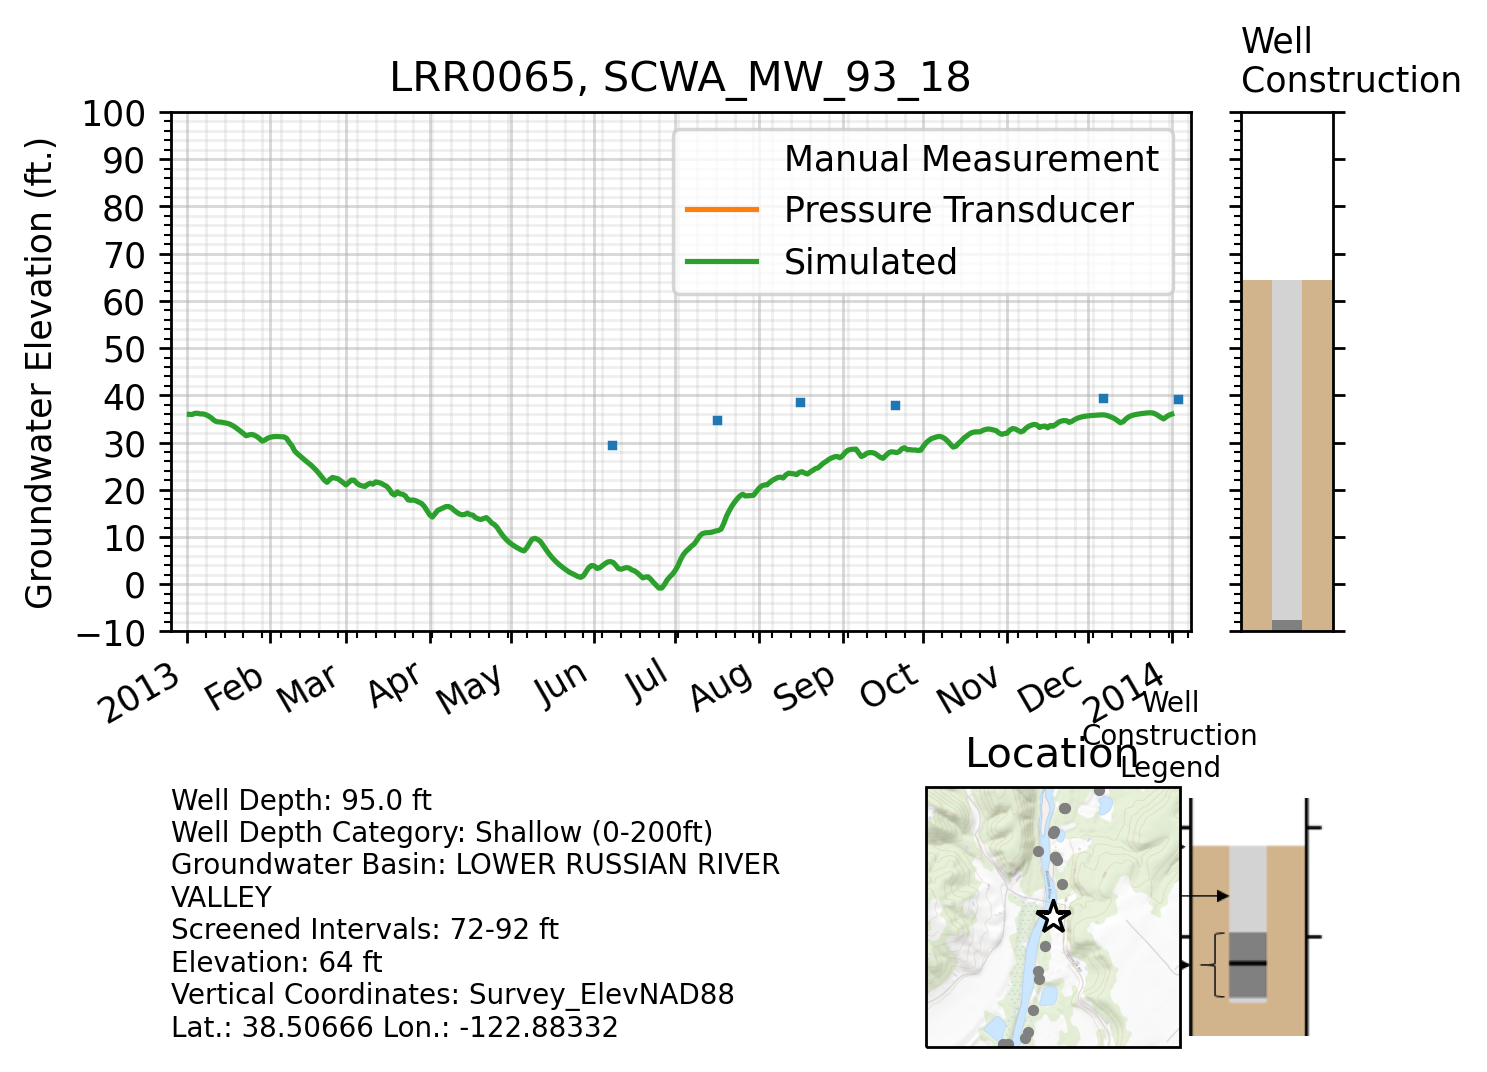 Well
Construction
LRR0065, SCWA_MW_93_18
Groundwater Elevation (ft.)
100
90
80
70
60
50
40
30
20
10
0
−10
Manual Measurement
Pressure Transducer
Simulated
2013
Feb
Mar
Apr
May
Jun
Jul
Aug
Sep
Oct
Nov
Dec
2014
Well
Construction
Legend
Location
Well Depth: 95.0 ft
Well Depth Category: Shallow (0-200ft)
Groundwater Basin: LOWER RUSSIAN RIVER
VALLEY
Screened Intervals: 72-92 ft
Elevation: 64 ft
Vertical Coordinates: Survey_ElevNAD88
Lat.: 38.50666 Lon.: -122.88332